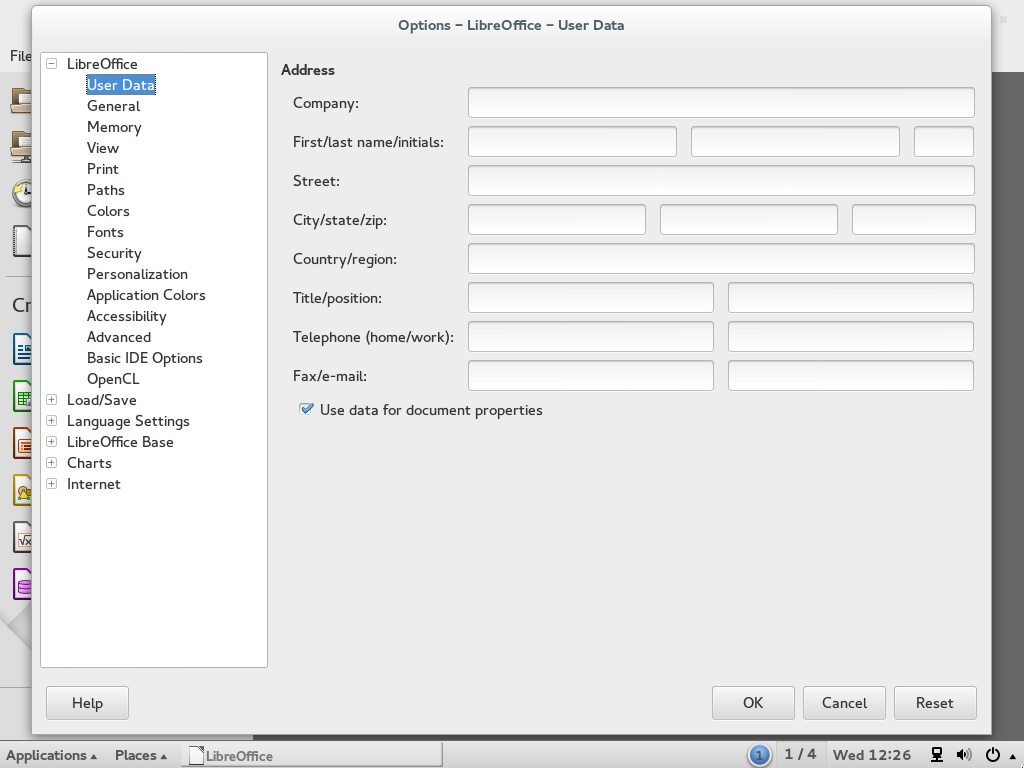 Options – LibreOffice – User Data
File
LibreOffice
User Data
General
Memory
View
Print
Paths
Colors
Fonts
Security
Personalization
Application Colors
Accessibility
Advanced
Basic IDE Options
OpenCL
Load/Save
Language Settings
LibreOffice Base
Charts
Internet
Address
Company:
First/last name/initials:
Street:
City/state/zip:
Country/region:
Title/position:
Telephone (home/work):
Fax/e-mail:
Use data for document properties
Cr
Help
OK
Cancel
Reset
Applications
Places
LibreOffice
1
1 / 4
Wed 12:26